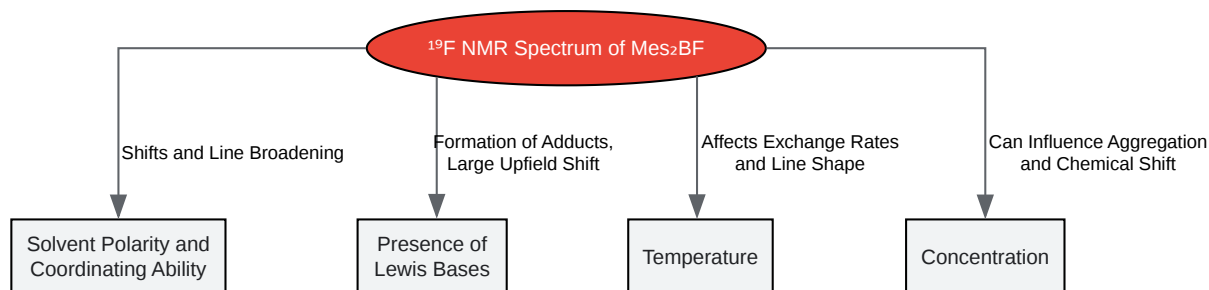 ¹⁹F NMR Spectrum of Mes₂BF
Shifts and Line Broadening
Formation of Adducts,
Large Upfield Shift
Affects Exchange Rates
and Line Shape
Can Influence Aggregation
and Chemical Shift
Solvent Polarity and
Coordinating Ability
Presence of
Lewis Bases
Temperature
Concentration